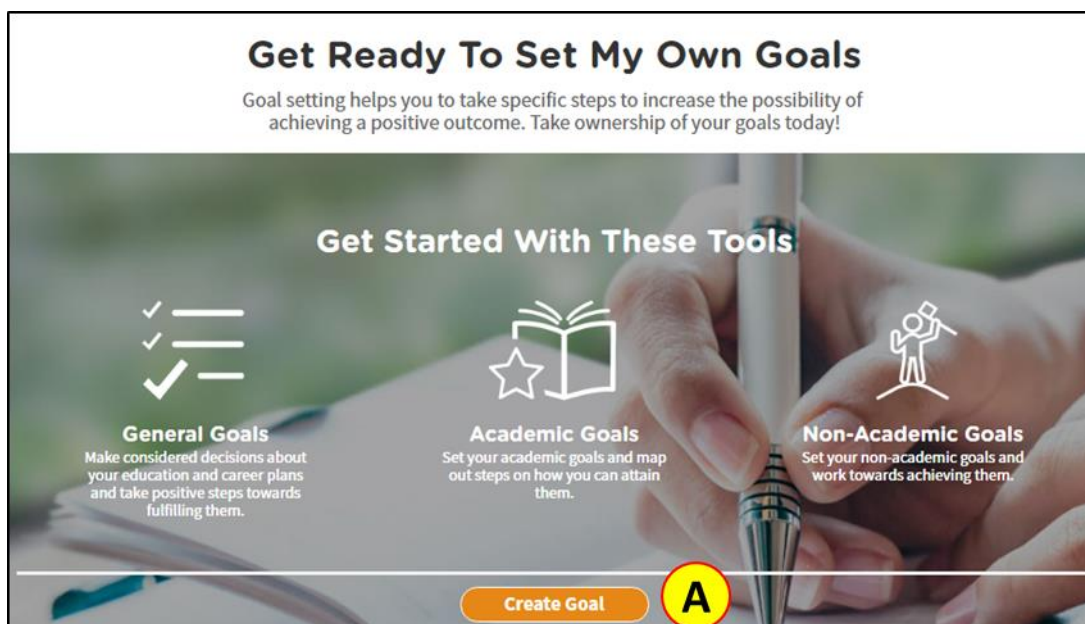 Get Ready To Set My Own Goals
Goal setting helps you to take specific steps to increase the possibility of
achieving a positive outcome. Take ownership of your goals today!
Get Started With These Tools
General Goals
Make considered decisions about
your education and career plans
and take positive steps towards
fulfilling them.
Academic Goals
Set your academic goals and map
out steps on how you can attain
them.
Non-Academic Goals
Set your non-academic goals and
work towards achieving them.
Create Goal
A